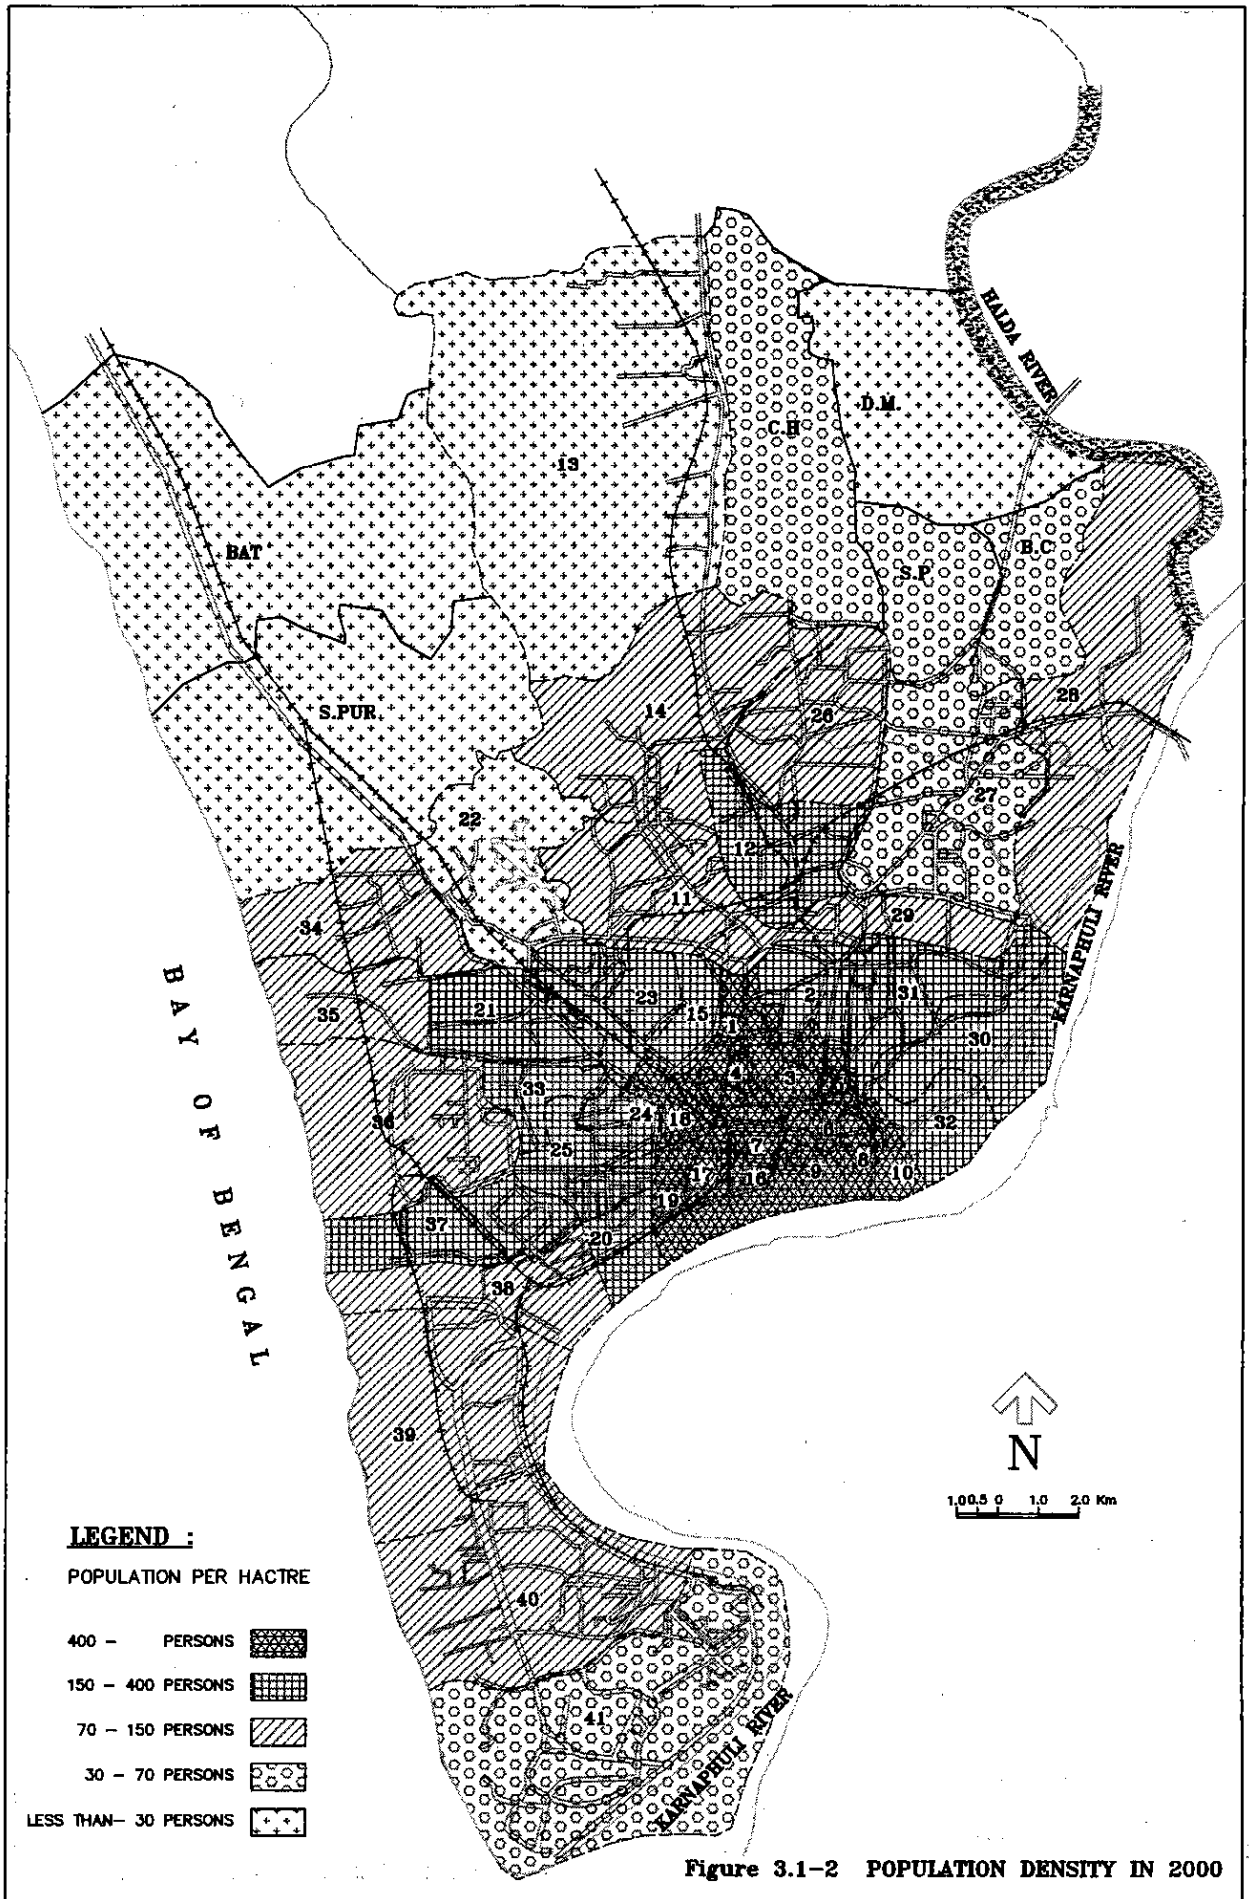 HALDA RIVER
D.M.
C.H
13
BAT
B.C
S.P
S.PUR
14
26
28
22
27
12
11
29
34
KARNAPHULI RIVER
BAY OF BENGAL
35
21
23
15
2
31
1
30
4
3
33
36
24
18
32
25
7
6
8
17
16
9
10
19
37
20
38
39
N
1.0 0.5 0 1.0 2.0 Km
40
41
KARNAPHULI RIVER
LEGEND :
POPULATION PER HACTRE
400 - PERSONS
150 - 400 PERSONS
70 - 150 PERSONS
30 - 70 PERSONS
LESS THAN- 30 PERSONS
Figure 3.1-2 POPULATION DENSITY IN 2000